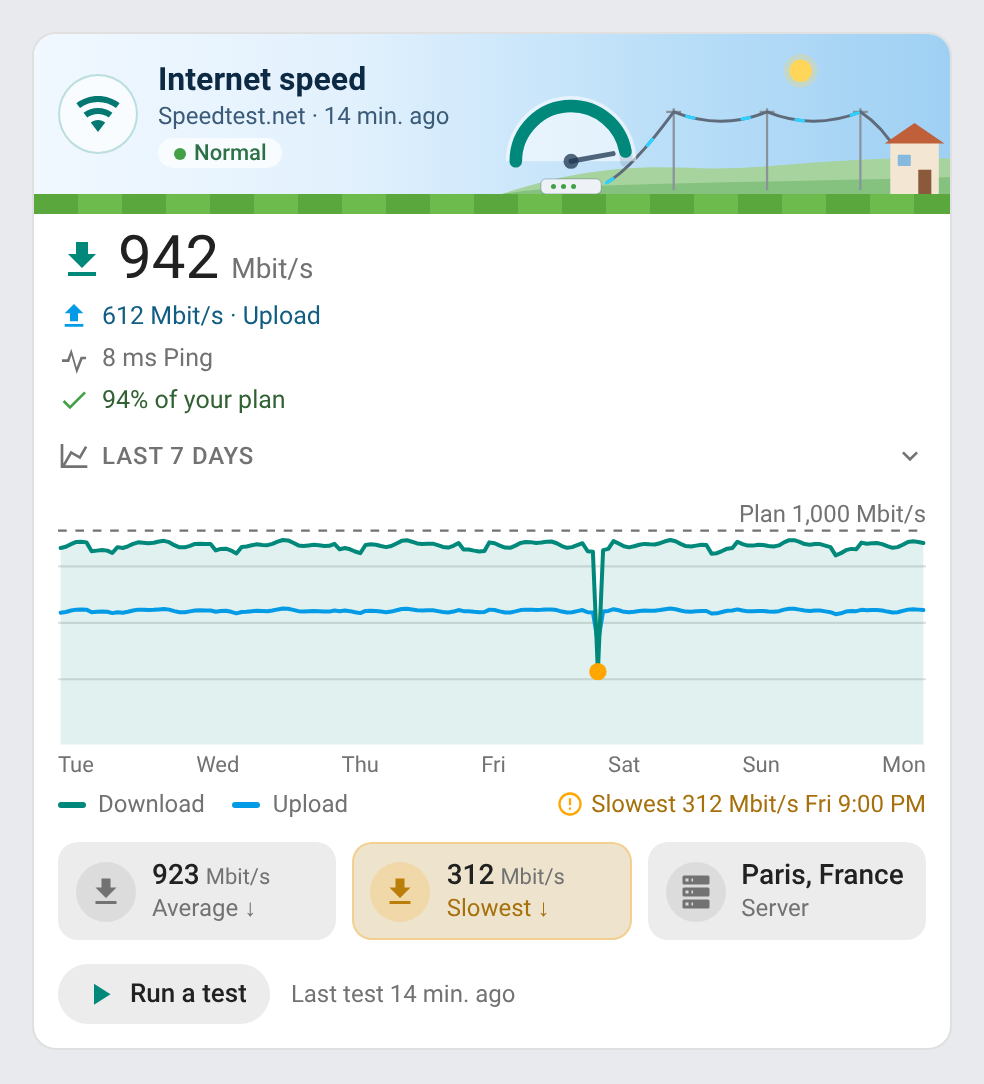 Internet speed
Speedtest.net · 14 min. ago
Normal
942 Mbit/s
612 Mbit/s · Upload
8 ms Ping
94% of your plan
LAST 7 DAYS
Plan 1,000 Mbit/s
Tue Wed Thu Fri Sat Sun Mon
Download Upload Slowest 312 Mbit/s Fri 9:00 PM
923 Mbit/s
Average ↓
312 Mbit/s
Slowest ↓
Paris, France
Server
Run a test Last test 14 min. ago